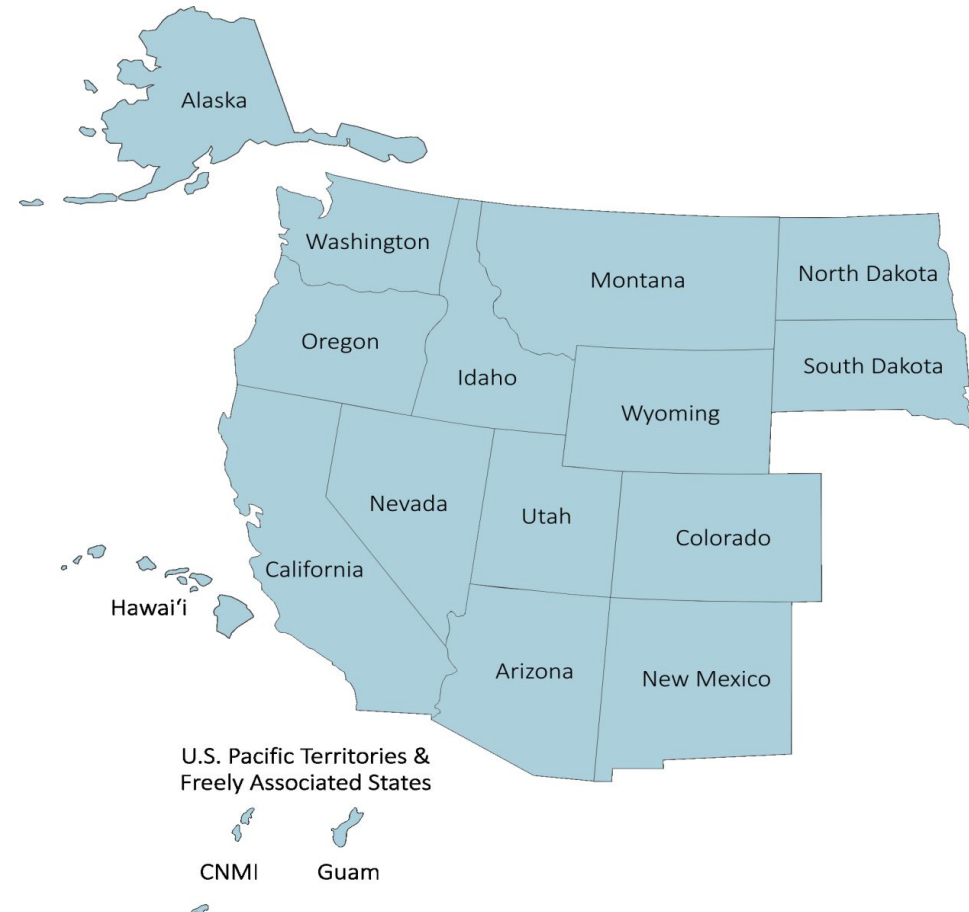 Alaska
Washington
Montana
North Dakota
Oregon
Idaho
South Dakota
Wyoming
Nevada
Utah
Colorado
California
Hawaiʻi
Arizona
New Mexico
U.S. Pacific Territories &
Freely Associated States
CNMI
Guam